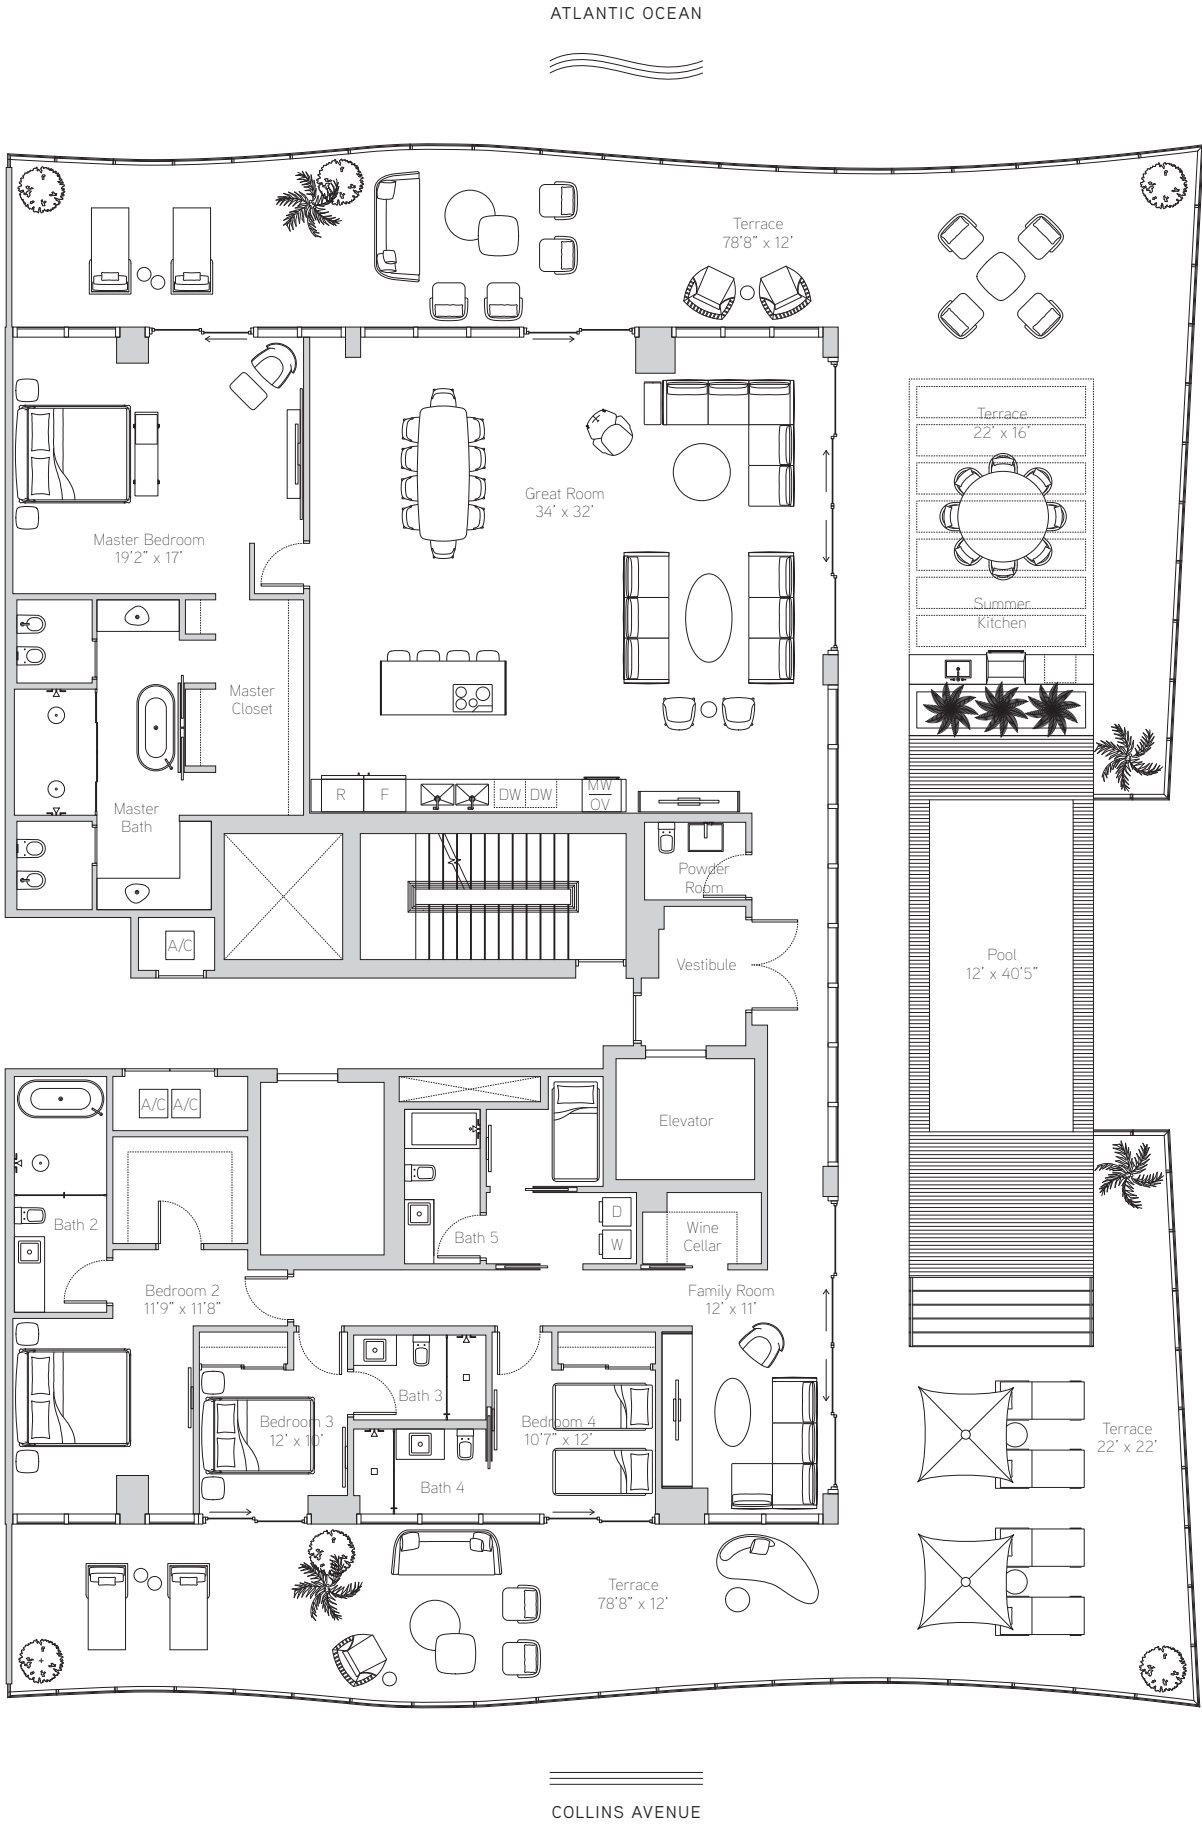 ATLANTIC OCEAN
Terrace
78'8" x 12'
Terrace
22' x 16'
Great Room
34' x 32'
Master Bedroom
19'2" x 17'
Summer
Kitchen
Master
Closet
R
F
DW
DW
MW
OV
Master
Bath
Powder
Room
A/C
Vestibule
Pool
12' x 40'5"
A/C
A/C
Elevator
Bath 2
Bath 5
D
W
Wine
Cellar
Bedroom 2
11'9" x 11'8"
Family Room
12' x 11'
Bath 3
Bedroom 3
12' x 10'
Bedroom 4
10'7" x 12'
Terrace
22' x 22'
Bath 4
Terrace
78'8" x 12'
COLLINS AVENUE